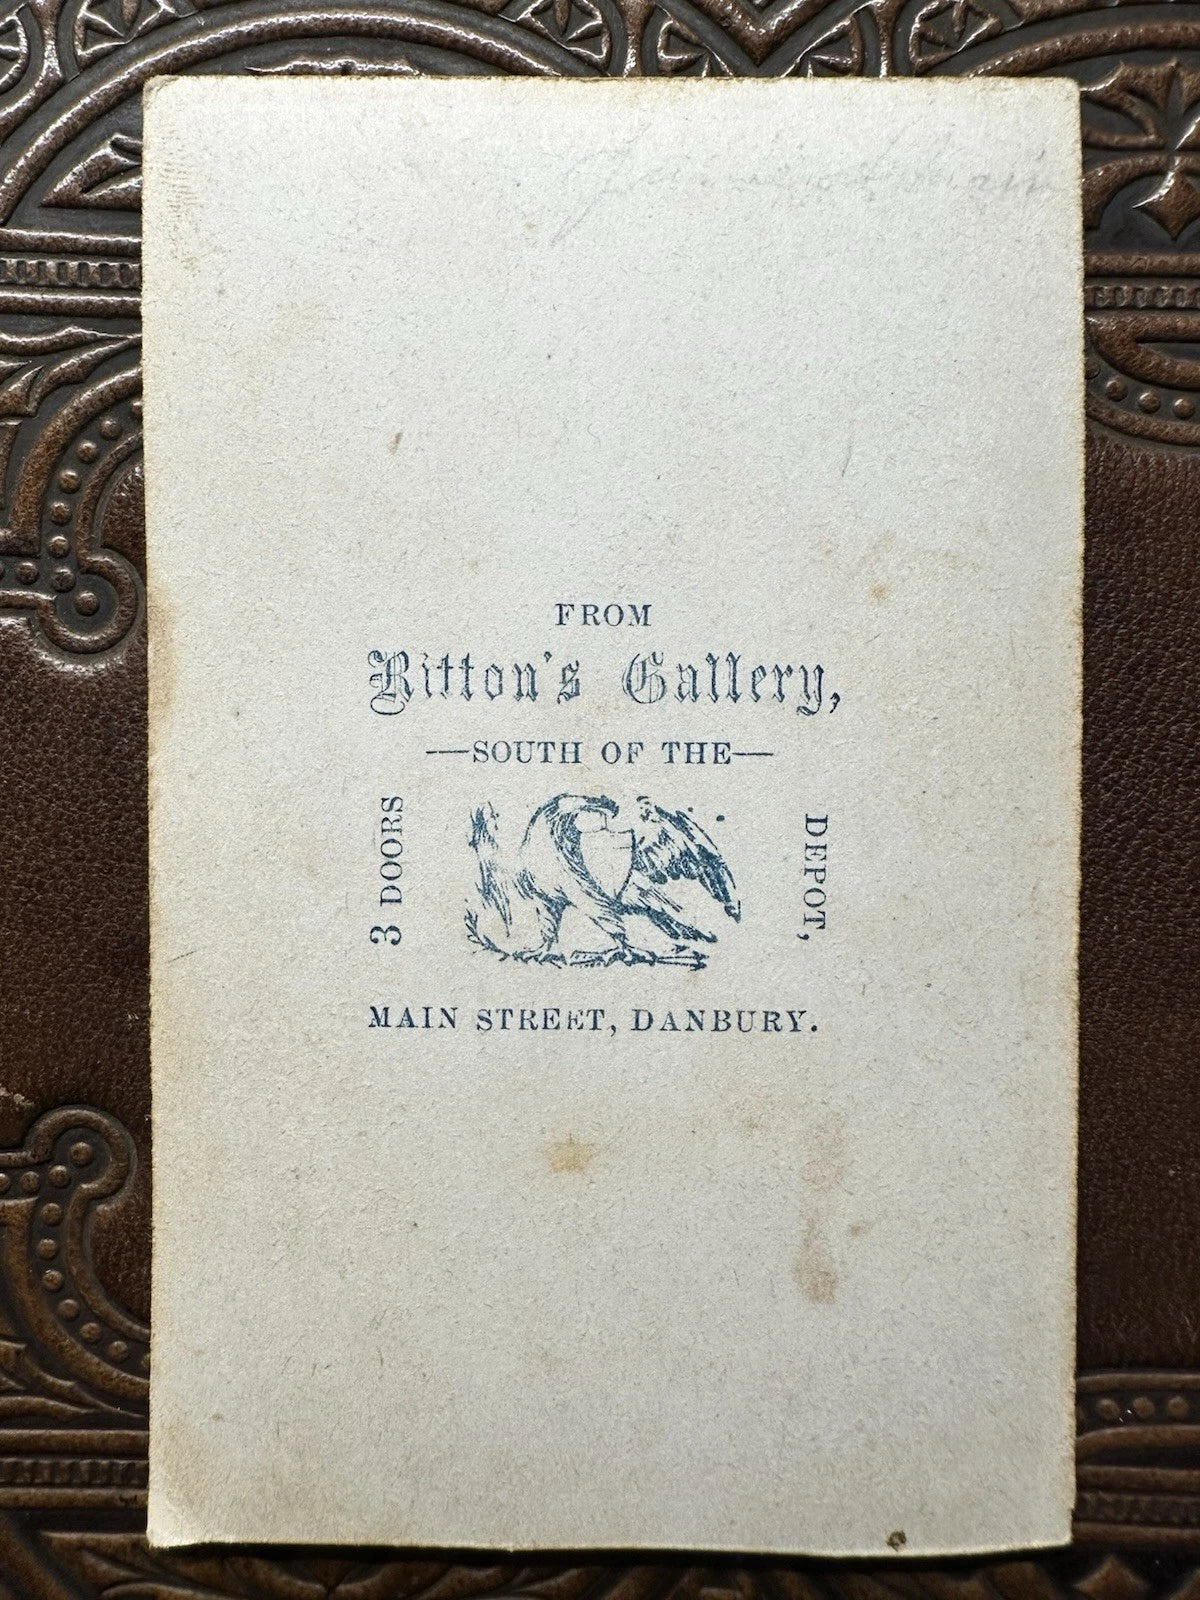 FROM
Ritton's Gallery,
—SOUTH OF THE—
3 DOORS
DEPOT,
MAIN STREET, DANBURY.